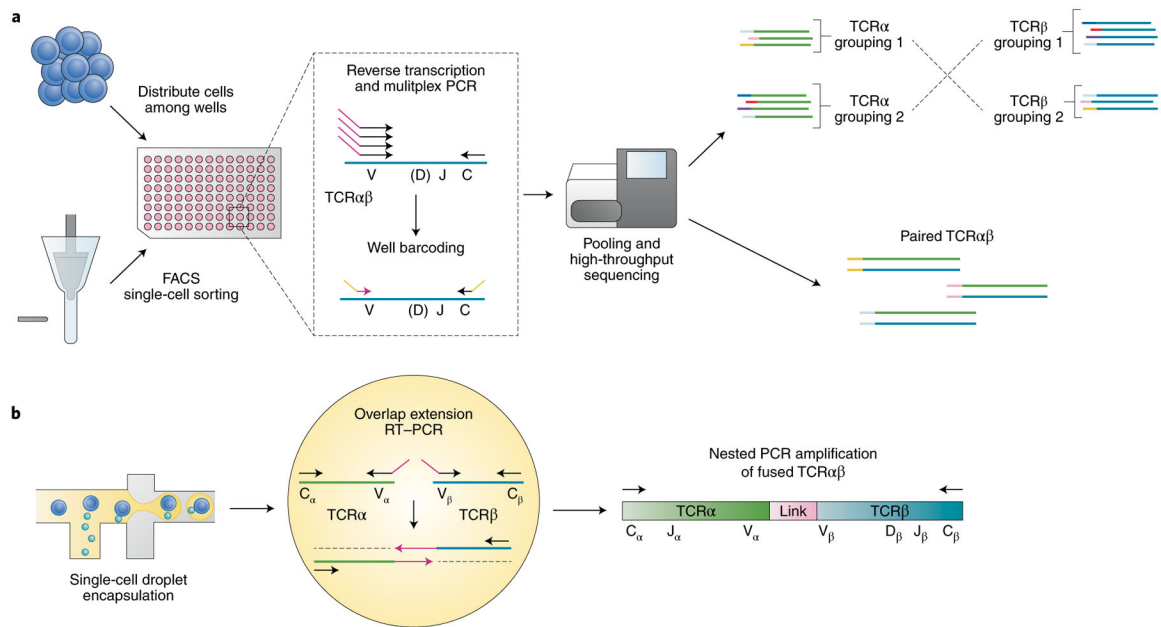 a
Distribute cells
among wells
FACS
single-cell sorting
Reverse transcription
and mulitplex PCR
V (D) J C
TCRαβ
Well barcoding
V (D) J C
Pooling and
high-throughput
sequencing
TCRα
grouping 1
TCRβ
grouping 1
TCRα
grouping 2
TCRβ
grouping 2
Paired TCRαβ
b
Single-cell droplet
encapsulation
Overlap extension
RT–PCR
Cα Vα Vβ Cβ
TCRα TCRβ
Nested PCR amplification
of fused TCRαβ
TCRα Link TCRβ
Cα Jα Vα Vβ Dβ Jβ Cβ